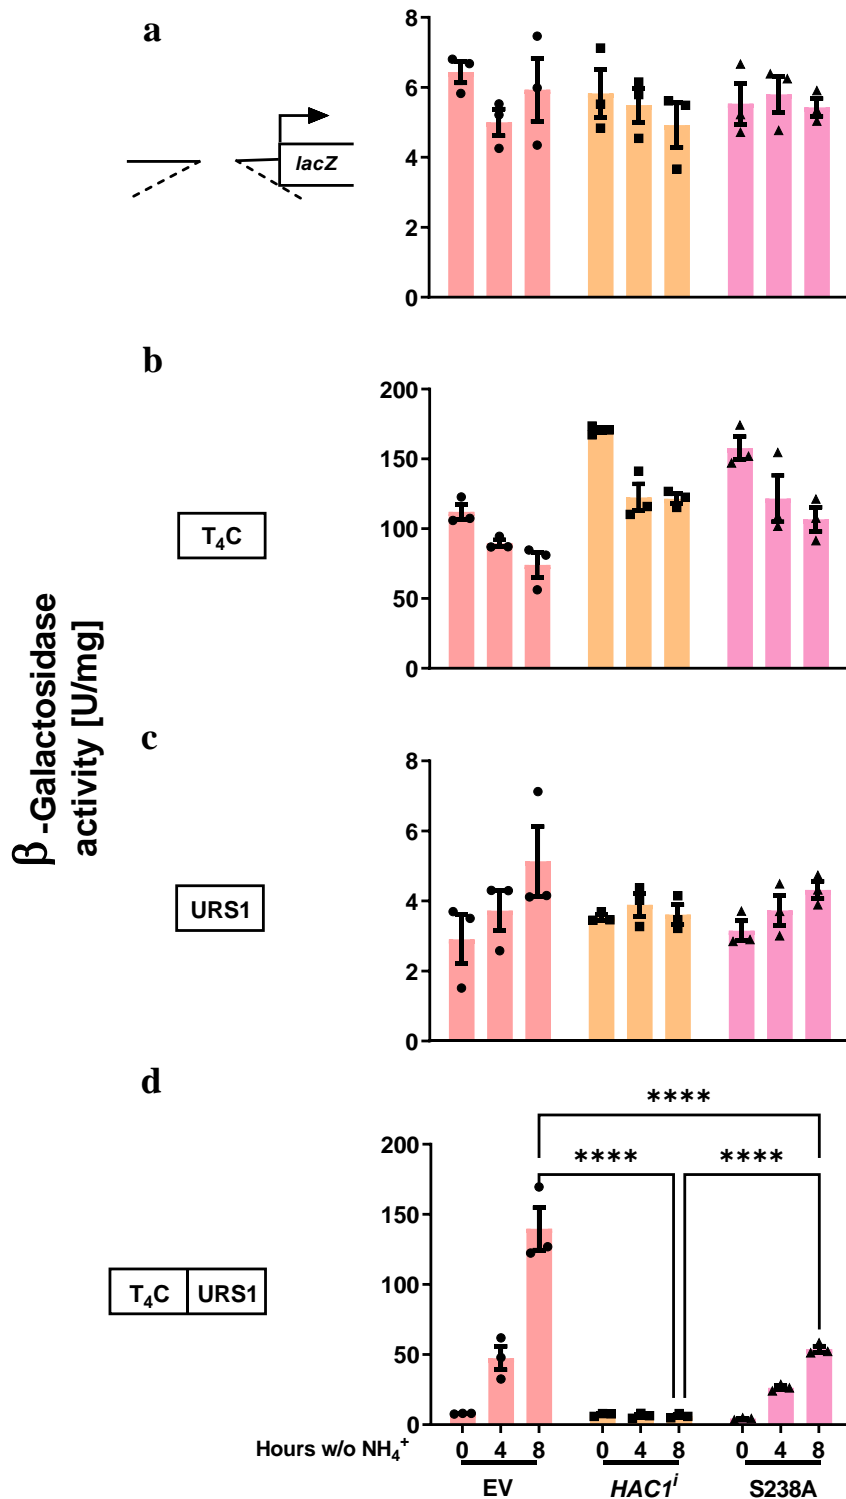 a
8
6
4
2
0
lacZ
b
200
150
100
50
0
T₄C
β-Galactosidase
activity [U/mg]
c
8
6
4
2
0
URS1
d
****
****
****
200
150
100
50
0
T₄C URS1
Hours w/o NH₄⁺ 0 4 8 0 4 8 0 4 8
EV HAC1ⁱ S238A